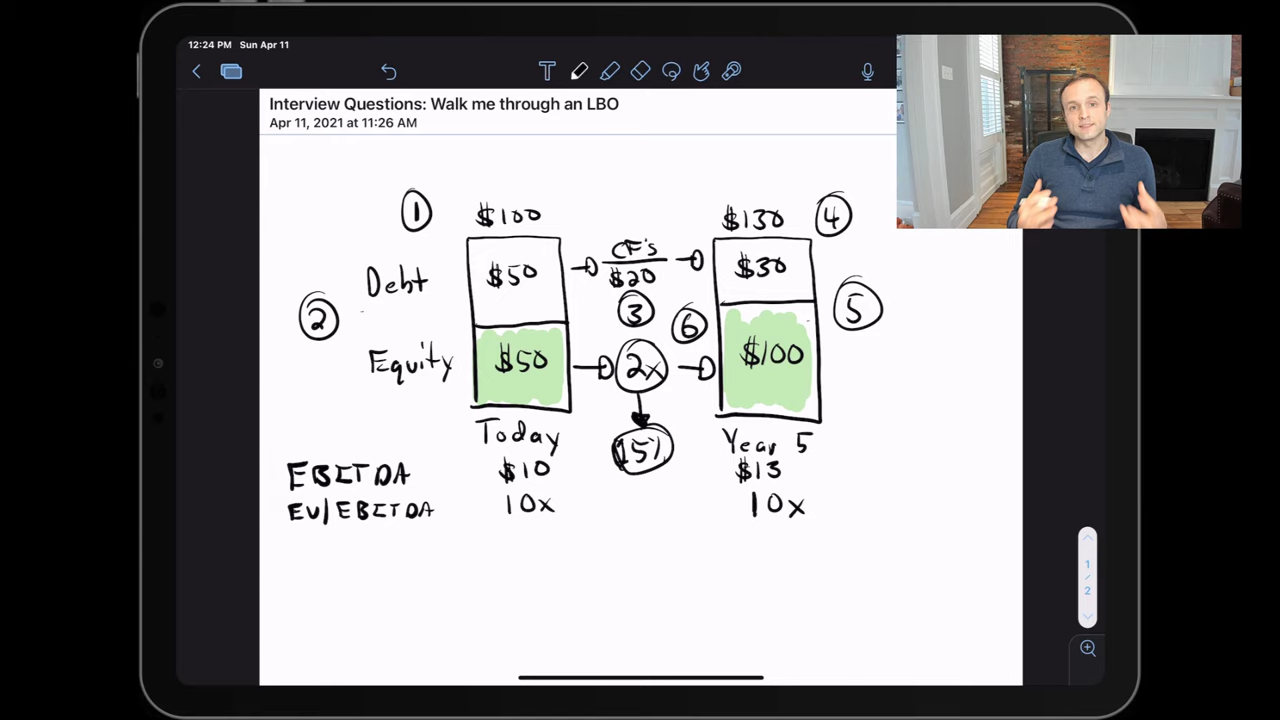 12:24 PM Sun Apr 11
T
Interview Questions: Walk me through an LBO
Apr 11, 2021 at 11:26 AM
1 $100 $130 4
Debt $50 CF's $30
$20
2 3 6 5
Equity $50 2x $100
Today 15% Year 5
EBITDA $10 $13
EV/EBITDA 10x 10x
1
/
2